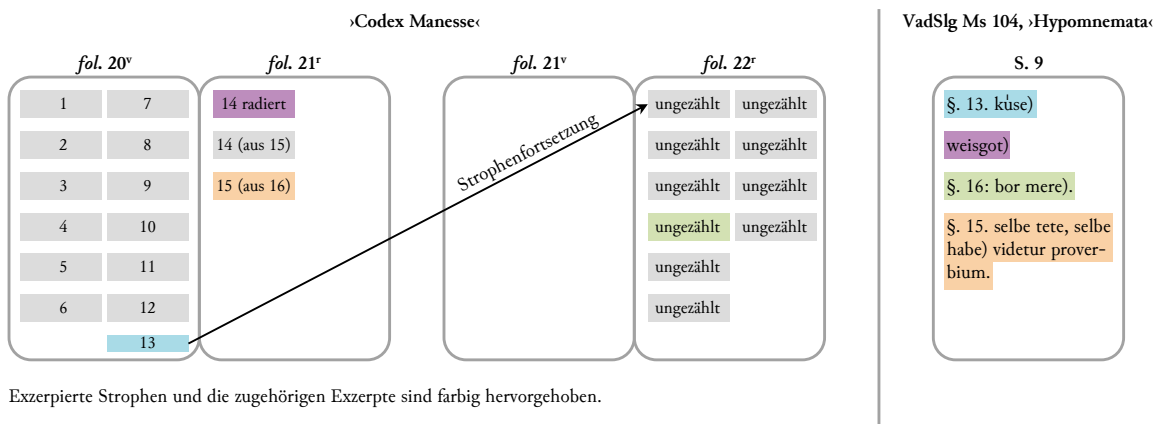 ›Codex Manesse‹
fol. 20ᵛ
fol. 21ʳ
1
7
2
8
3
9
4
10
5
11
6
12
13
14 radiert
14 (aus 15)
15 (aus 16)
Strophenfortsetzung
fol. 21ᵛ
fol. 22ʳ
ungezählt
ungezählt
ungezählt
ungezählt
ungezählt
ungezählt
ungezählt
ungezählt
ungezählt
ungezählt
VadSlg Ms 104, ›Hypomnemata‹
S. 9
§. 13. kuͥse)
weisgot)
§. 16: bor mere).
§. 15. selbe tete, selbe
habe) videtur prover-
bium.
Exzerpierte Strophen und die zugehörigen Exzerpte sind farbig hervorgehoben.